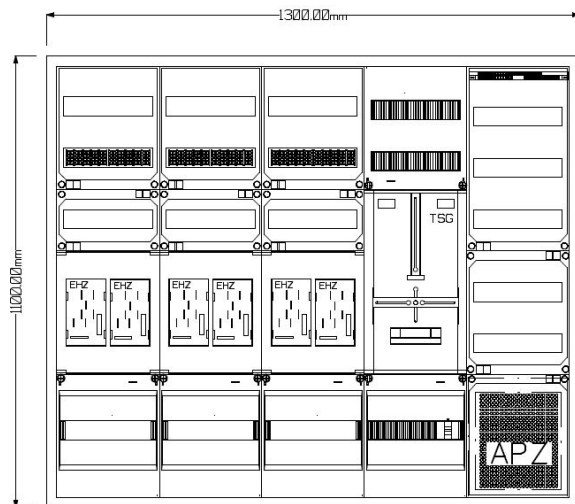 1300.00mm
TSG
1100.00mm
EHZ EHZ EHZ EHZ EHZ EHZ
APZ